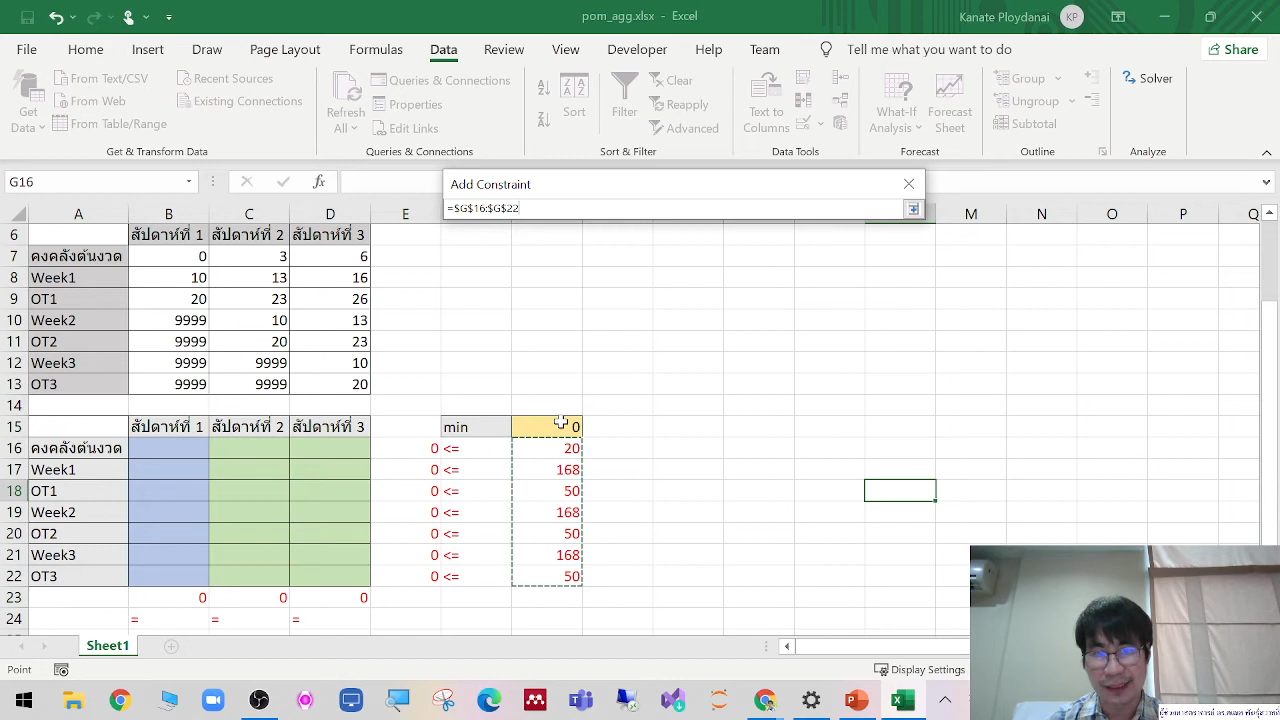 pom_agg.xlsx - Excel
Kanate Ploydanai KP
File Home Insert Draw Page Layout Formulas Data Review View Developer Help Team Tell me what you want to do Share
From Text/CSV Recent Sources Queries & Connections Clear Group Solver
From Web Existing Connections Properties Reapply Ungroup
From Table/Range Edit Links Advanced Subtotal
Get Data Refresh All Sort Filter Text to Columns What-If Analysis Forecast Sheet
Get & Transform Data Queries & Connections Sort & Filter Data Tools Forecast Outline Analyze
G16 fx
Add Constraint
=$G$16:$G$22
A B C D E M N O P Q
6 สัปดาห์ที่ 1 สัปดาห์ที่ 2 สัปดาห์ที่ 3
7 คงคลังต้นงวด 0 3 6
8 Week1 10 13 16
9 OT1 20 23 26
10 Week2 9999 10 13
11 OT2 9999 20 23
12 Week3 9999 9999 10
13 OT3 9999 9999 20
14
15 สัปดาห์ที่ 1 สัปดาห์ที่ 2 สัปดาห์ที่ 3 min 0
16 คงคลังต้นงวด 0 <= 20
17 Week1 0 <= 168
18 OT1 0 <= 50
19 Week2 0 <= 168
20 OT2 0 <= 50
21 Week3 0 <= 168
22 OT3 0 <= 50
23 0 0 0
24 = = =
Sheet1
Point Display Settings